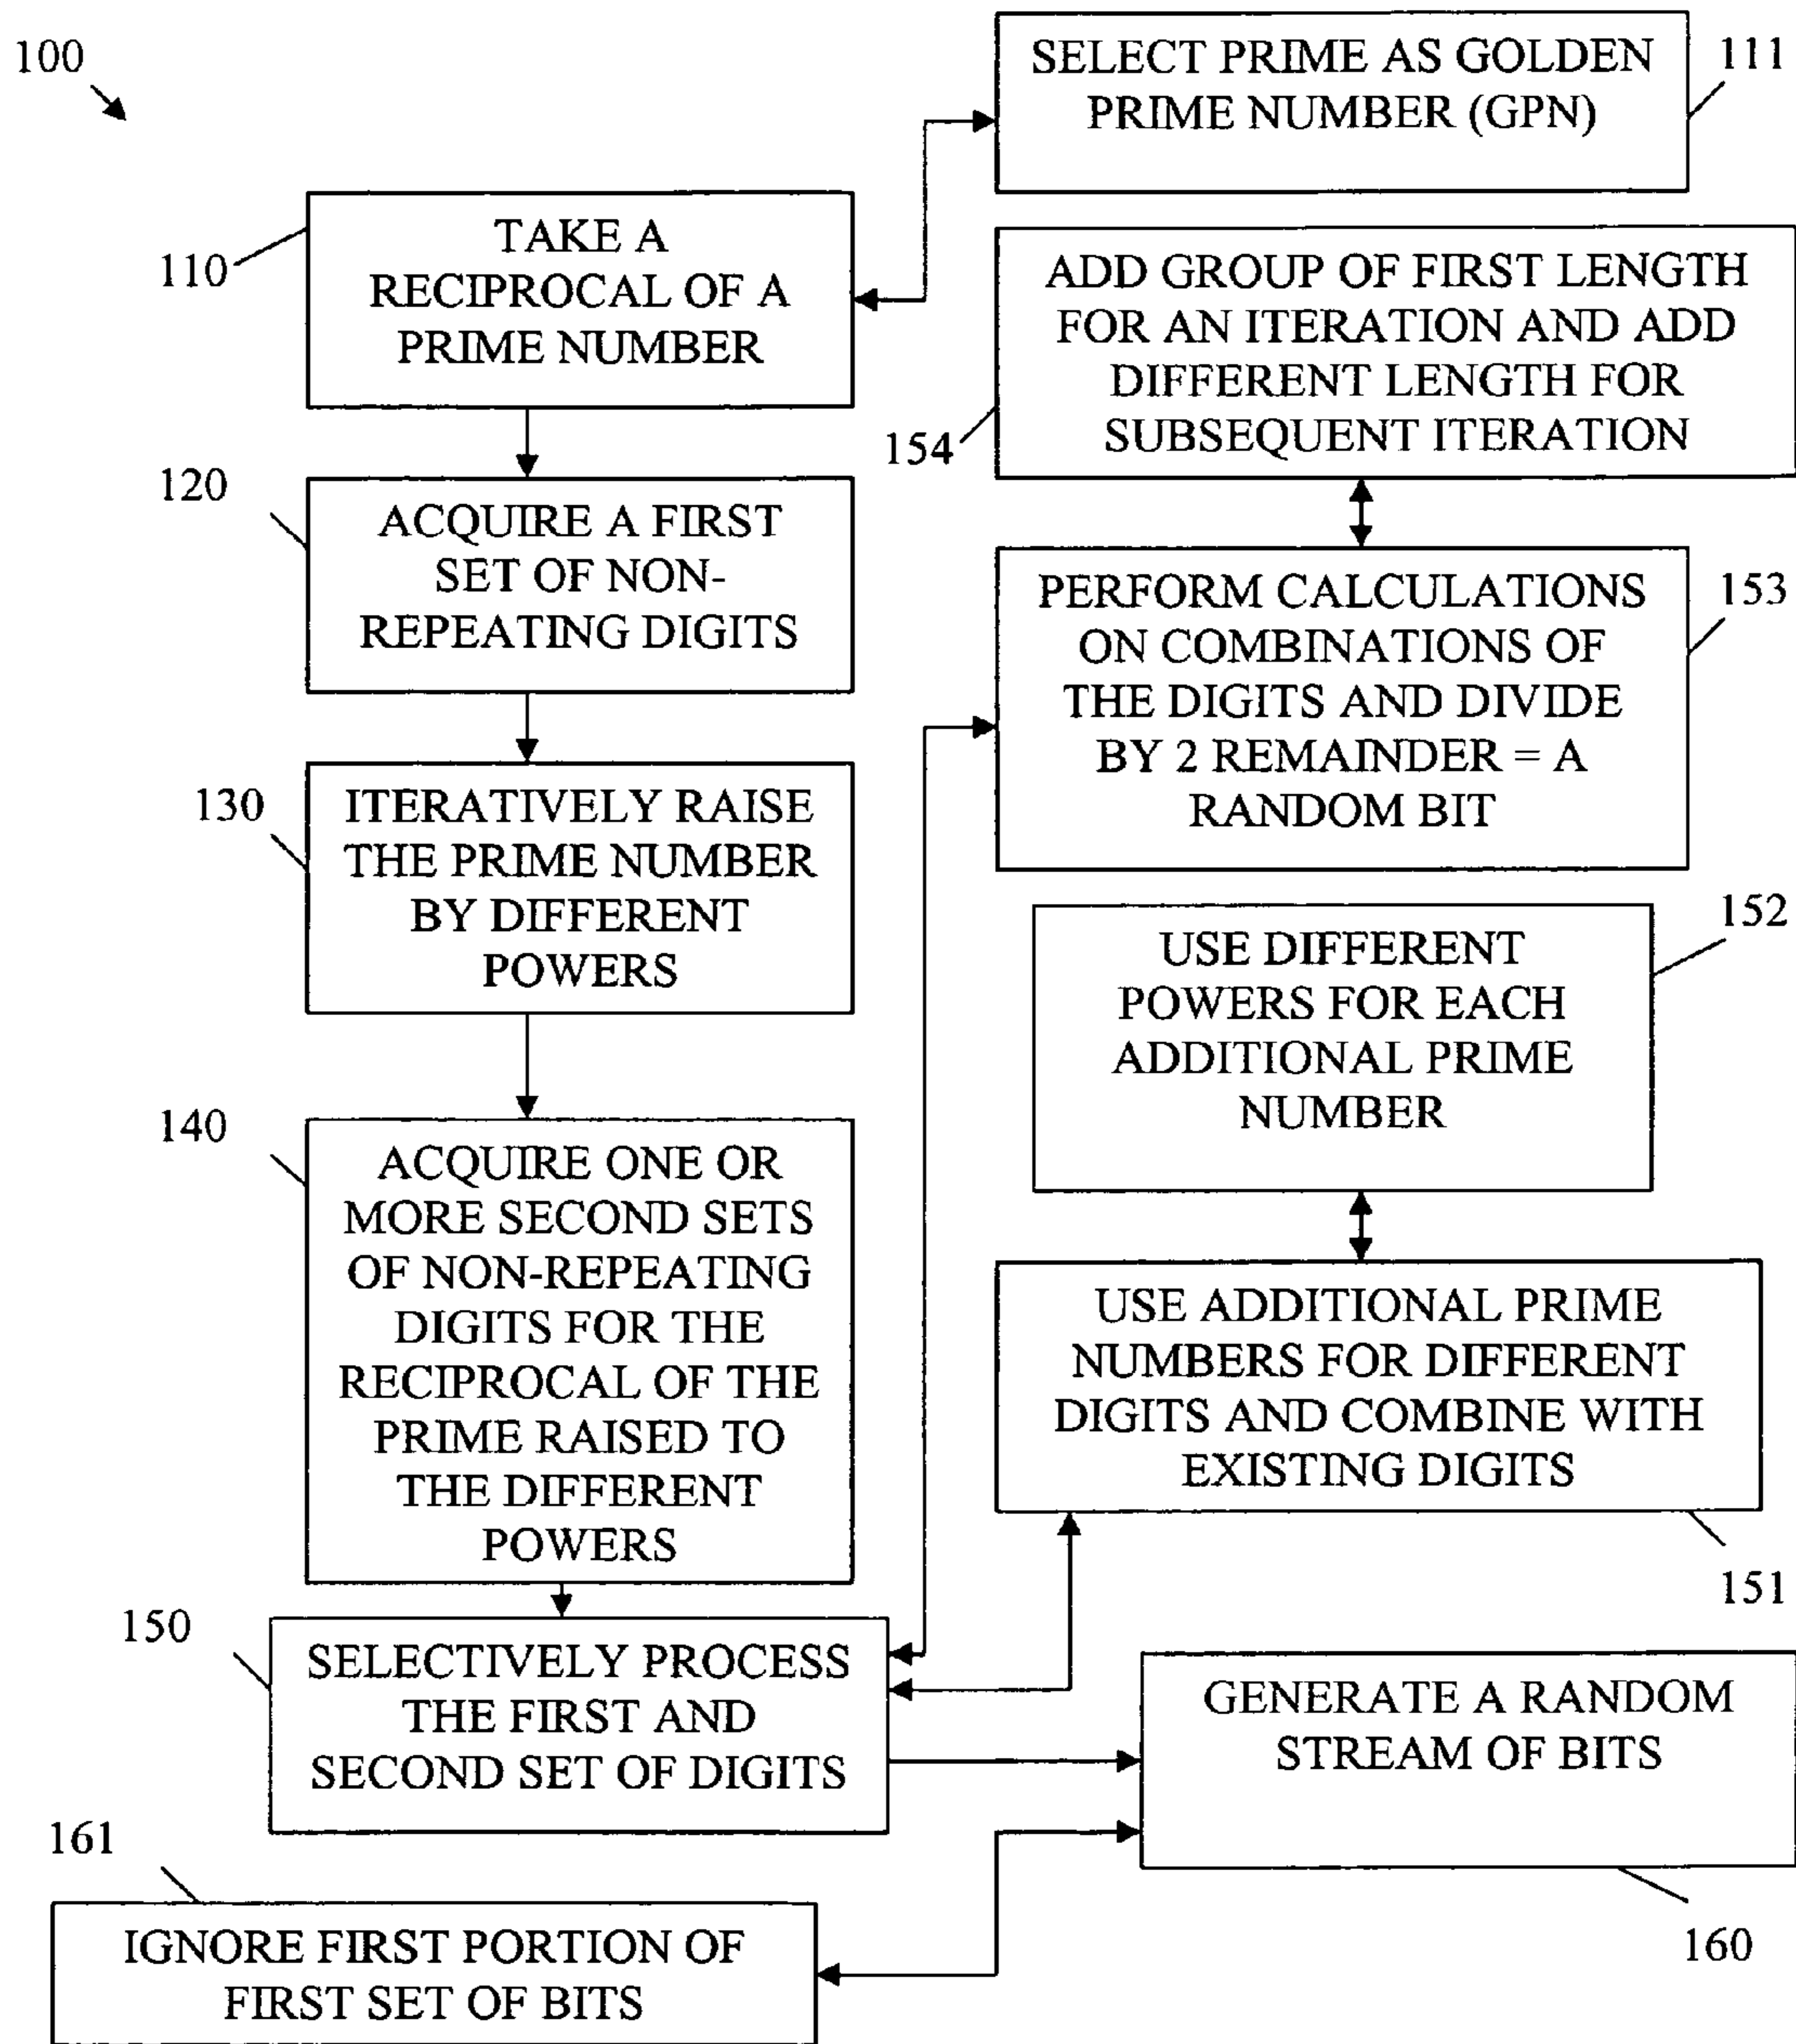 100
SELECT PRIME AS GOLDEN
PRIME NUMBER (GPN)
111
110
TAKE A
RECIPROCAL OF A
PRIME NUMBER
154
ADD GROUP OF FIRST LENGTH
FOR AN ITERATION AND ADD
DIFFERENT LENGTH FOR
SUBSEQUENT ITERATION
120
ACQUIRE A FIRST
SET OF NON-
REPEATING DIGITS
PERFORM CALCULATIONS
ON COMBINATIONS OF
THE DIGITS AND DIVIDE
BY 2 REMAINDER = A
RANDOM BIT
153
130
ITERATIVELY RAISE
THE PRIME NUMBER
BY DIFFERENT
POWERS
USE DIFFERENT
POWERS FOR EACH
ADDITIONAL PRIME
NUMBER
152
140
ACQUIRE ONE OR
MORE SECOND SETS
OF NON-REPEATING
DIGITS FOR THE
RECIPROCAL OF THE
PRIME RAISED TO
THE DIFFERENT
POWERS
USE ADDITIONAL PRIME
NUMBERS FOR DIFFERENT
DIGITS AND COMBINE WITH
EXISTING DIGITS
151
150
SELECTIVELY PROCESS
THE FIRST AND
SECOND SET OF DIGITS
GENERATE A RANDOM
STREAM OF BITS
160
161
IGNORE FIRST PORTION OF
FIRST SET OF BITS